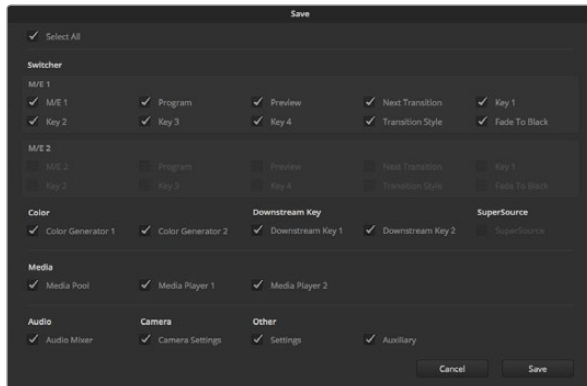 Save
Select All
Switcher
M/E 1
M/E 1 Program Preview Next Transition Key 1
Key 2 Key 3 Key 4 Transition Style Fade To Black
M/E 2
M/E 2 Program Preview Next Transition Key 1
Key 2 Key 3 Key 4 Transition Style Fade To Black
Color Downstream Key SuperSource
Color Generator 1 Color Generator 2 Downstream Key 1 Downstream Key 2 SuperSource
Media
Media Pool Media Player 1 Media Player 2
Audio Camera Other
Audio Mixer Camera Settings Settings Auxiliary
Cancel Save